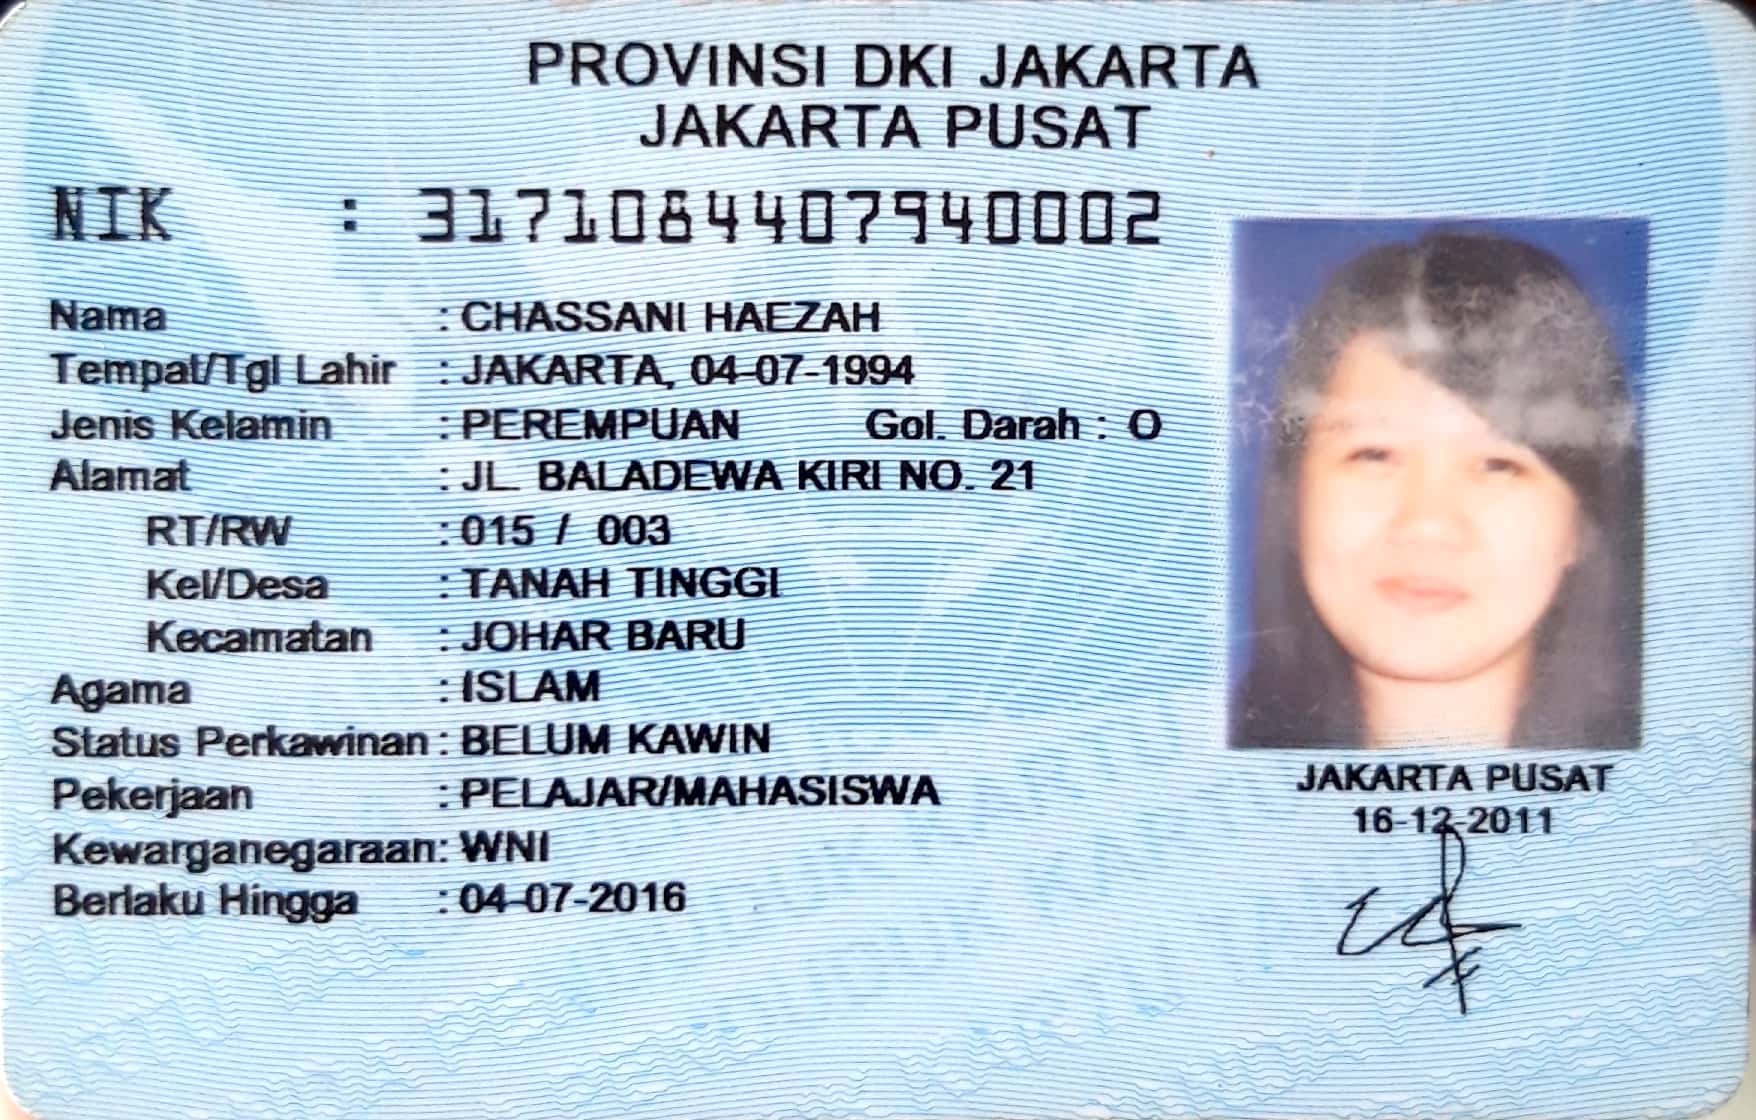 PROVINSI DKI JAKARTA
JAKARTA PUSAT
NIK : 3171084407940002
Nama : CHASSANI HAEZAH
Tempat/Tgl Lahir : JAKARTA, 04-07-1994
Jenis Kelamin : PEREMPUAN Gol. Darah : O
Alamat : JL. BALADEWA KIRI NO. 21
RT/RW : 015 / 003
Kel/Desa : TANAH TINGGI
Kecamatan : JOHAR BARU
Agama : ISLAM
Status Perkawinan : BELUM KAWIN
Pekerjaan : PELAJAR/MAHASISWA
Kewarganegaraan: WNI
Berlaku Hingga : 04-07-2016
JAKARTA PUSAT
16-12-2011